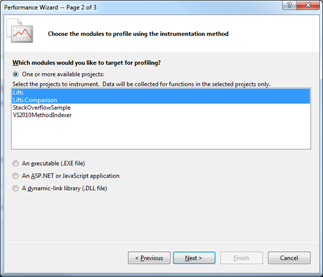 Performance Wizard -- Page 2 of 3
Choose the modules to profile using the instrumentation method
Which modules would you like to target for profiling?
One or more available projects:
Select the projects to instrument. Data will be collected for functions in the selected projects only.
Lifti
Lifti.Comparison
StackOverflowSample
VS2010MethodIndexer
An executable (.EXE file)
An ASP.NET or JavaScript application
A dynamic-link library (.DLL file)
< Previous
Next >
Finish
Cancel